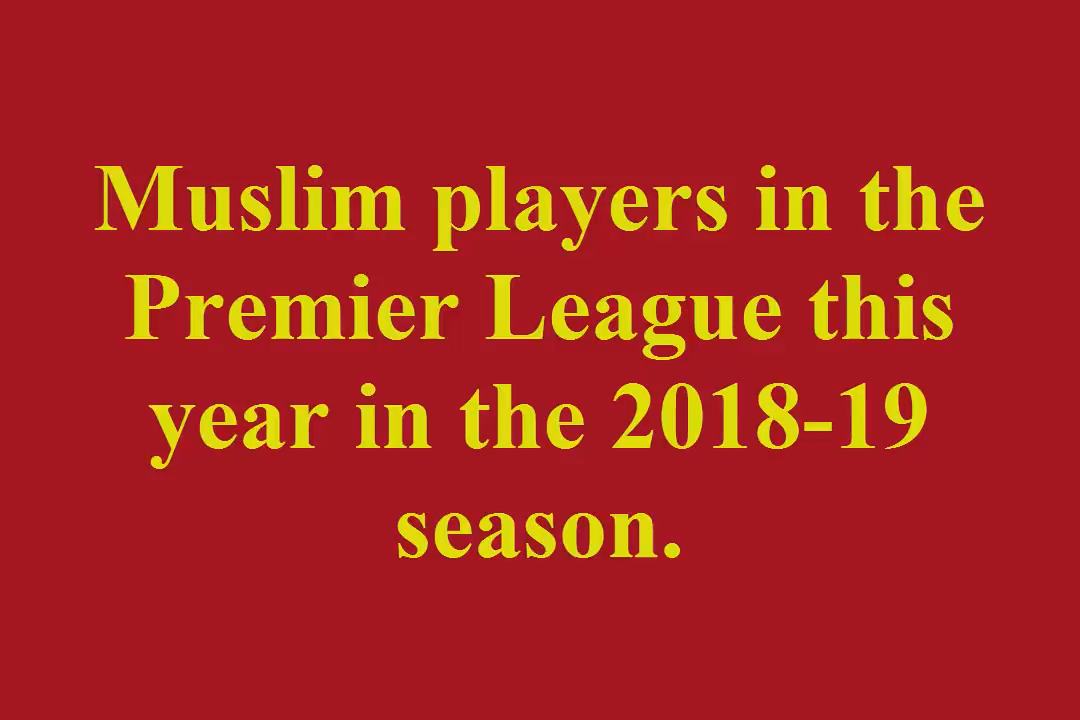 Muslim players in the
Premier League this
year in the 2018-19
season.